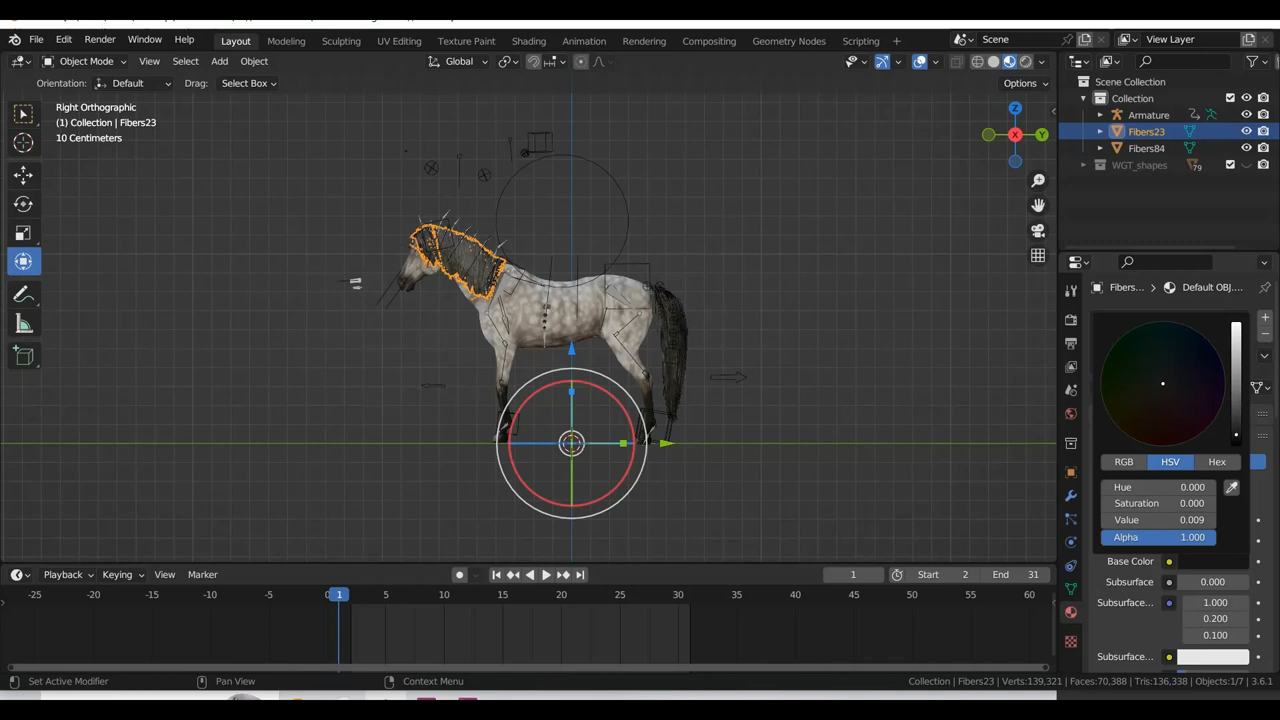 File Edit Render Window Help Layout Modeling Sculpting UV Editing Texture Paint Shading Animation Rendering Compositing Geometry Nodes Scripting + Scene View Layer
Object Mode View Select Add Object Global Options
Orientation: Default Drag: Select Box
Right Orthographic
(1) Collection | Fibers23
10 Centimeters
Z
X
Y
Scene Collection
Collection
Armature
Fibers23
Fibers84
WGT_shapes 79
Fibers... Default OBJ....
RGB HSV Hex
Hue 0.000
Saturation 0.000
Value 0.009
Alpha 1.000
Base Color
Subsurface 0.000
Subsurface... 1.000
0.200
0.100
Subsurface...
Playback Keying View Marker 1 Start 2 End 31
-25 -20 -15 -10 -5 0 1 5 10 15 20 25 30 35 40 45 50 55 60
Set Active Modifier Pan View Context Menu Collection | Fibers23 | Verts:139,321 | Faces:70,388 | Tris:136,338 | Objects:1/7 | 3.6.1